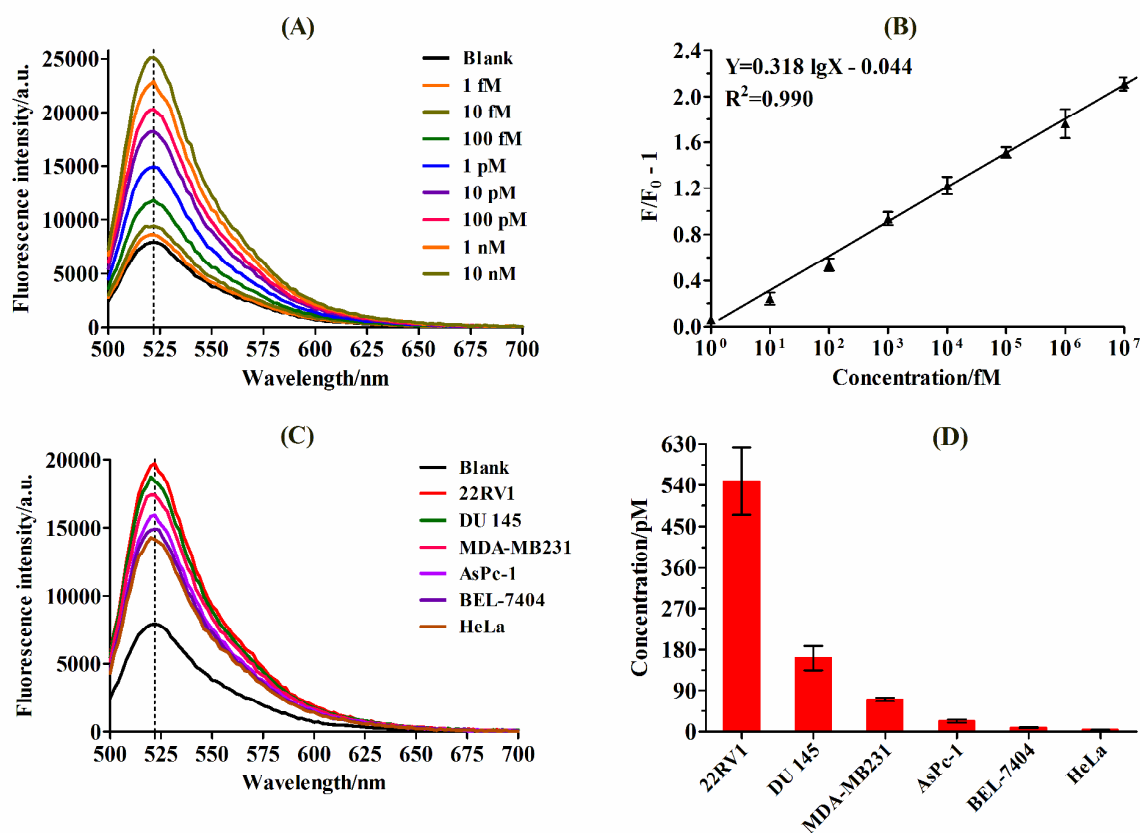 (A)
Fluorescence intensity/a.u.
25000
20000
15000
10000
5000
0
500 525 550 575 600 625 650 675 700
Wavelength/nm
Blank
1 fM
10 fM
100 fM
1 pM
10 pM
100 pM
1 nM
10 nM
(B)
Y=0.318 lgX - 0.044
R²=0.990
F/F₀ - 1
2.4
2.0
1.6
1.2
0.8
0.4
0.0
10⁰ 10¹ 10² 10³ 10⁴ 10⁵ 10⁶ 10⁷
Concentration/fM
(C)
Fluorescence intensity/a.u.
20000
15000
10000
5000
0
500 525 550 575 600 625 650 675 700
Wavelength/nm
Blank
22RV1
DU 145
MDA-MB231
AsPc-1
BEL-7404
HeLa
(D)
Concentration/pM
630
540
450
360
270
180
90
0
22RV1
DU 145
MDA-MB231
AsPc-1
BEL-7404
HeLa